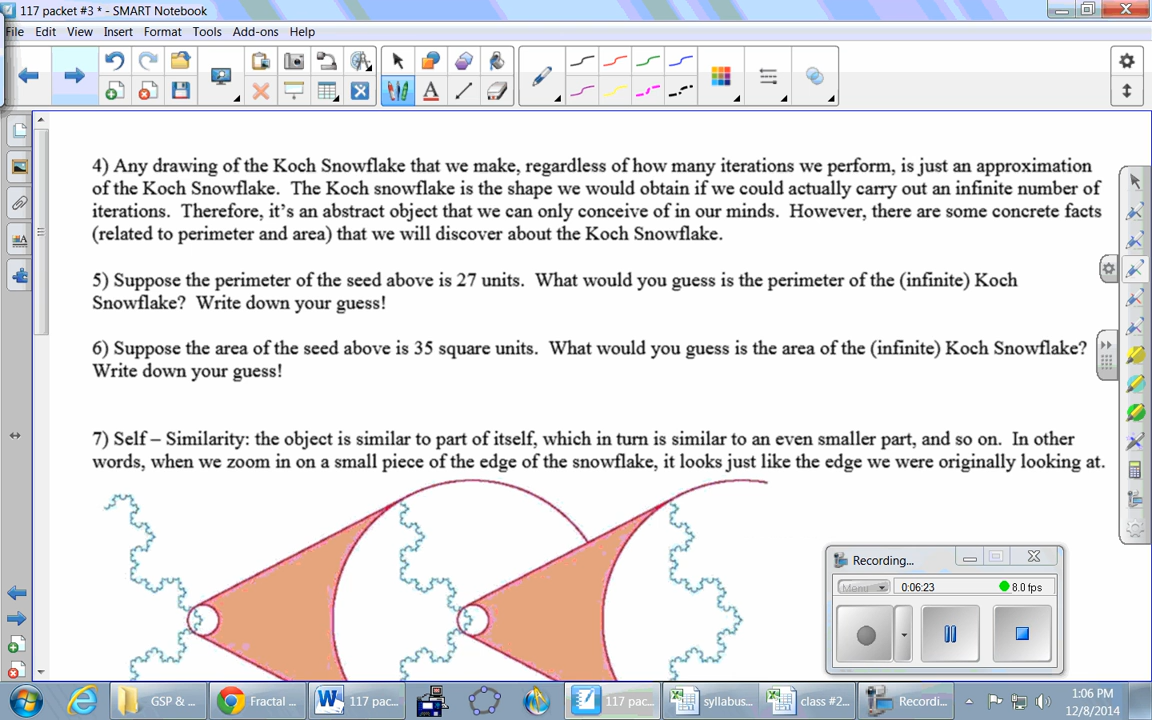 117 packet #3 * - SMART Notebook
File Edit View Insert Format Tools Add-ons Help
4) Any drawing of the Koch Snowflake that we make, regardless of how many iterations we perform, is just an approximation
of the Koch Snowflake. The Koch snowflake is the shape we would obtain if we could actually carry out an infinite number of
iterations. Therefore, it's an abstract object that we can only conceive of in our minds. However, there are some concrete facts
(related to perimeter and area) that we will discover about the Koch Snowflake.
5) Suppose the perimeter of the seed above is 27 units. What would you guess is the perimeter of the (infinite) Koch
Snowflake? Write down your guess!
6) Suppose the area of the seed above is 35 square units. What would you guess is the area of the (infinite) Koch Snowflake?
Write down your guess!
7) Self – Similarity: the object is similar to part of itself, which in turn is similar to an even smaller part, and so on. In other
words, when we zoom in on a small piece of the edge of the snowflake, it looks just like the edge we were originally looking at.
Recording...
Menu 0:06:23 8.0 fps
GSP & ... Fractal ... 117 pac... 117 pac... syllabus... class #2... Recordi... 1:06 PM
12/8/2014